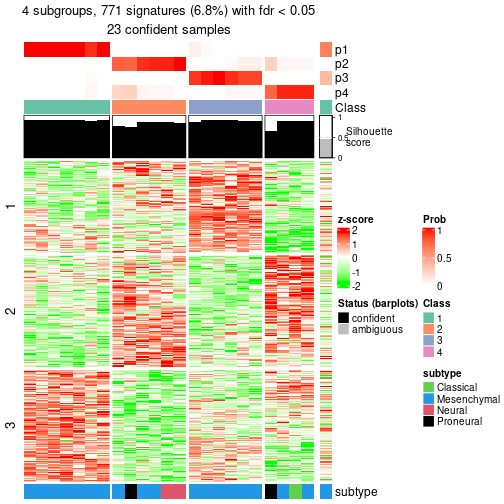 4 subgroups, 771 signatures (6.8%) with fdr < 0.05
23 confident samples
p1
p2
p3
p4
Class
1
0.5
0
Silhouette
score
1
2
3
z-score
2
1
0
-1
-2
Prob
1
0.5
0
Status (barplots)
confident
ambiguous
Class
1
2
3
4
subtype
Classical
Mesenchymal
Neural
Proneural
subtype